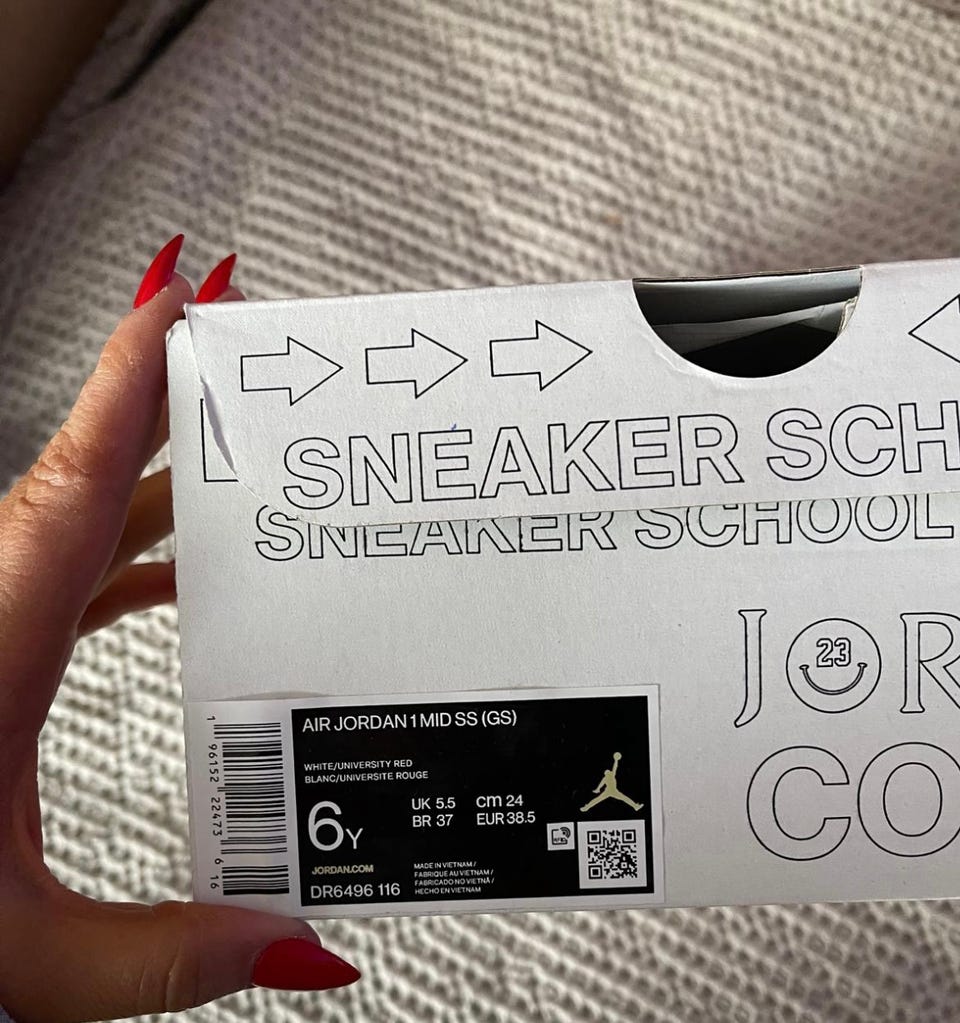 SNEAKER SCH
SNEAKER SCHOOL
JOR
23
CO
AIR JORDAN 1 MID SS (GS)
WHITE/UNIVERSITY RED
BLANC/UNIVERSITE ROUGE
6Y
UK 5.5 cm 24
BR 37 EUR 38.5
JORDAN.COM
DR6496 116
MADE IN VIETNAM /
FABRIQUE AU VIETNAM /
FABRICADO NO VIETNÃ /
HECHO EN VIETNAM
1 96152 22473 6 16